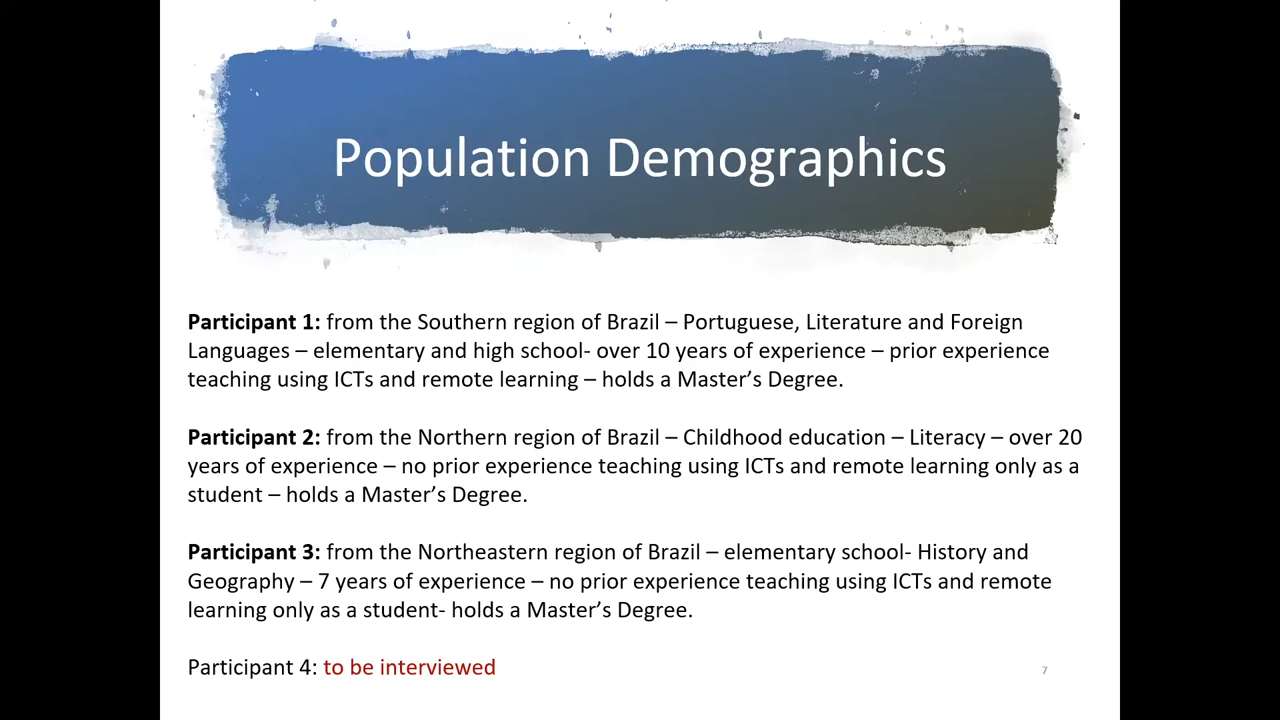 Population Demographics
Participant 1: from the Southern region of Brazil – Portuguese, Literature and Foreign
Languages – elementary and high school- over 10 years of experience – prior experience
teaching using ICTs and remote learning – holds a Master’s Degree.
Participant 2: from the Northern region of Brazil – Childhood education – Literacy – over 20
years of experience – no prior experience teaching using ICTs and remote learning only as a
student – holds a Master’s Degree.
Participant 3: from the Northeastern region of Brazil – elementary school- History and
Geography – 7 years of experience – no prior experience teaching using ICTs and remote
learning only as a student- holds a Master’s Degree.
Participant 4: to be interviewed
7